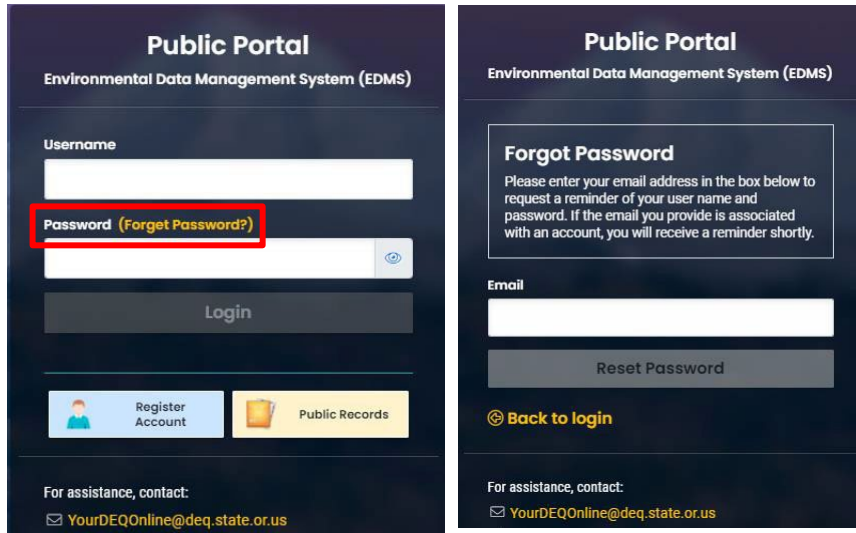 Public Portal
Environmental Data Management System (EDMS)
Username
Password (Forget Password?)
Login
Register
Account
Public Records
For assistance, contact:
YourDEQOnline@deq.state.or.us
Public Portal
Environmental Data Management System (EDMS)
Forgot Password
Please enter your email address in the box below to
request a reminder of your user name and
password. If the email you provide is associated
with an account, you will receive a reminder shortly.
Email
Reset Password
Back to login
For assistance, contact:
YourDEQOnline@deq.state.or.us